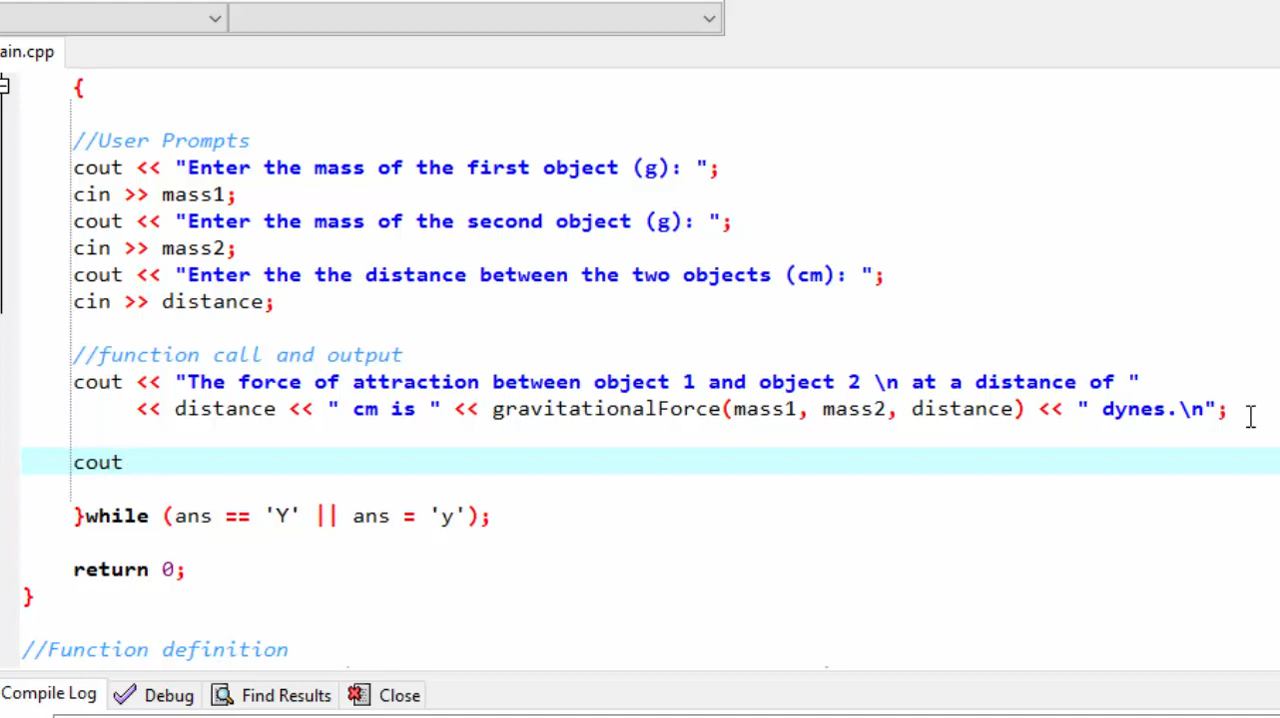 ain.cpp
{
//User Prompts
cout << "Enter the mass of the first object (g): ";
cin >> mass1;
cout << "Enter the mass of the second object (g): ";
cin >> mass2;
cout << "Enter the the distance between the two objects (cm): ";
cin >> distance;
//function call and output
cout << "The force of attraction between object 1 and object 2 \n at a distance of "
<< distance << " cm is " << gravitationalForce(mass1, mass2, distance) << " dynes.\n";
cout
}while (ans == 'Y' || ans = 'y');
return 0;
}
//Function definition
Compile Log Debug Find Results Close